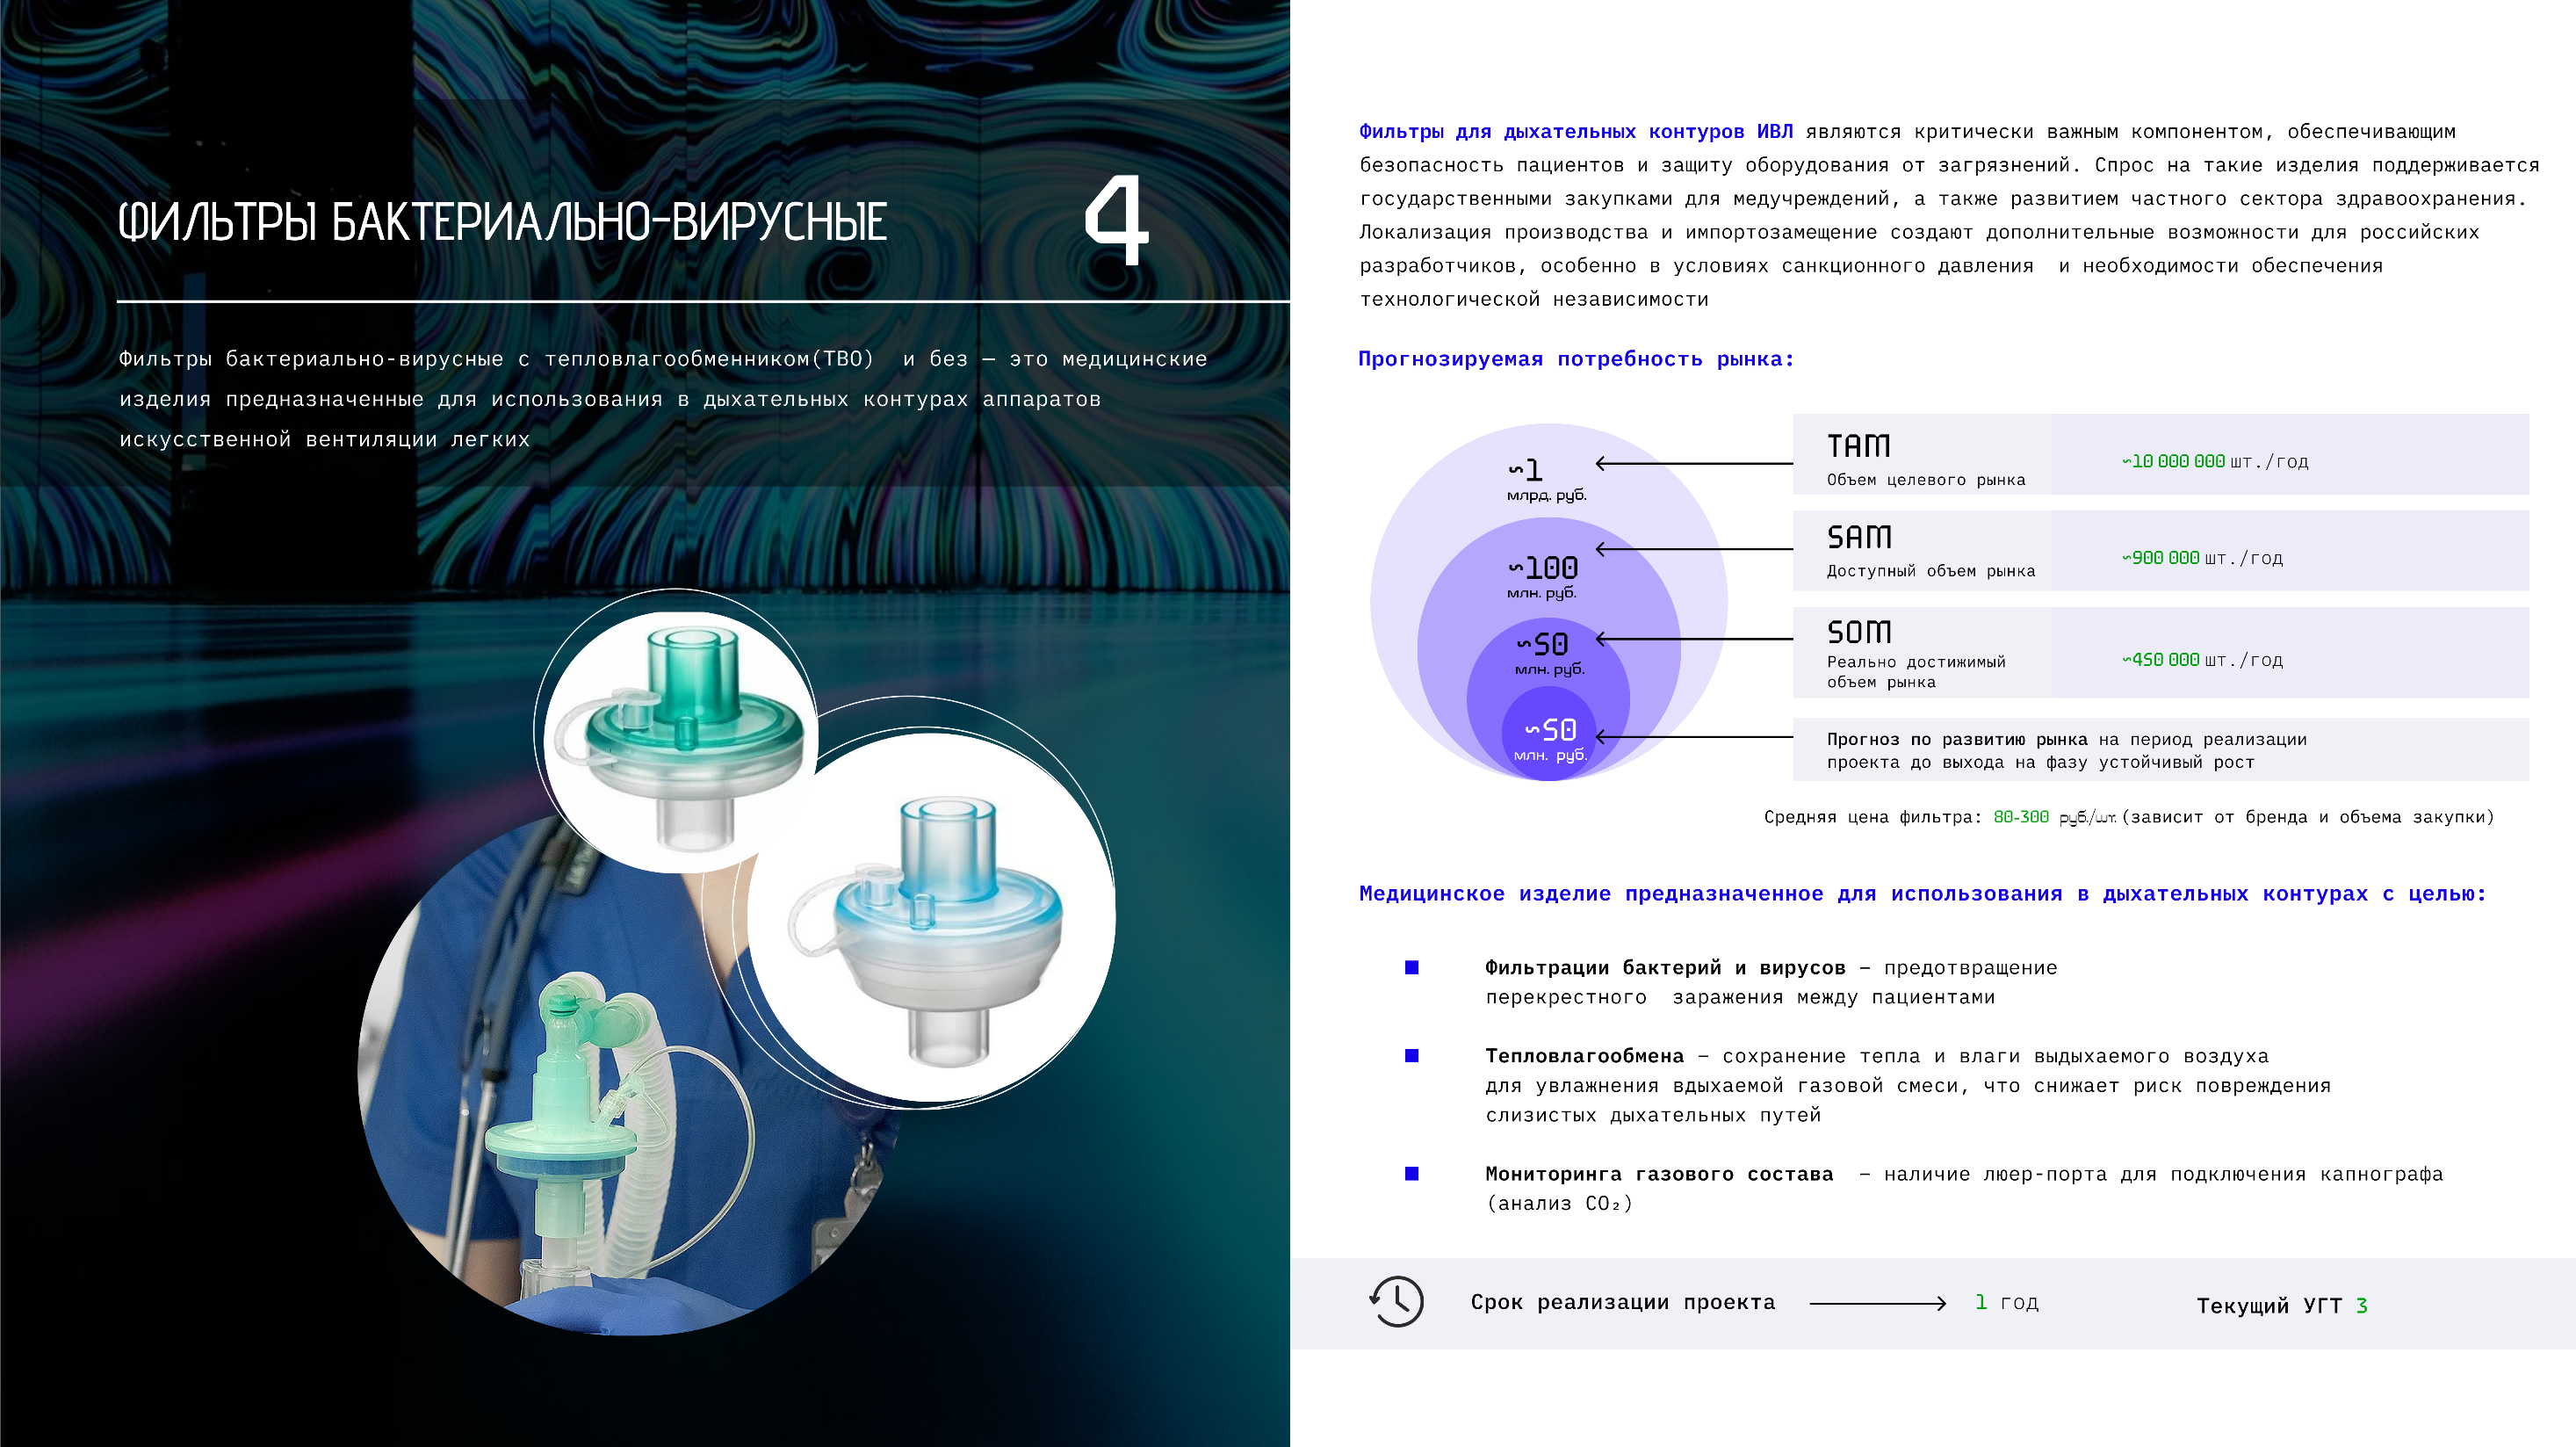 ФИЛЬТРЫ БАКТЕРИАЛЬНО-ВИРУСНЫЕ
4
Фильтры бактериально-вирусные с тепловлагообменником(ТВО)  и без — это медицинские
изделия предназначенные для использования в дыхательных контурах аппаратов
искусственной вентиляции легких
Фильтры для дыхательных контуров ИВЛ являются критически важным компонентом, обеспечивающим
безопасность пациентов и защиту оборудования от загрязнений. Спрос на такие изделия поддерживается
государственными закупками для медучреждений, а также развитием частного сектора здравоохранения.
Локализация производства и импортозамещение создают дополнительные возможности для российских
разработчиков, особенно в условиях санкционного давления  и необходимости обеспечения
технологической независимости
Прогнозируемая потребность рынка:
~1
млрд. руб.
TAM
Объем целевого рынка
~10 000 000 шт./год
~100
млн. руб.
SAM
Доступный объем рынка
~900 000 шт./год
~50
млн. руб.
SOM
Реально достижимый
объем рынка
~450 000 шт./год
~50
млн. руб.
Прогноз по развитию рынка на период реализации
проекта до выхода на фазу устойчивый рост
Средняя цена фильтра: 80-300 руб./шт. (зависит от бренда и объема закупки)
Медицинское изделие предназначенное для использования в дыхательных контурах с целью:
Фильтрации бактерий и вирусов – предотвращение
перекрестного  заражения между пациентами
Тепловлагообмена – сохранение тепла и влаги выдыхаемого воздуха
для увлажнения вдыхаемой газовой смеси, что снижает риск повреждения
слизистых дыхательных путей
Мониторинга газового состава  – наличие люер-порта для подключения капнографа
(анализ CO₂)
Срок реализации проекта
1 год
Текущий УГТ 3